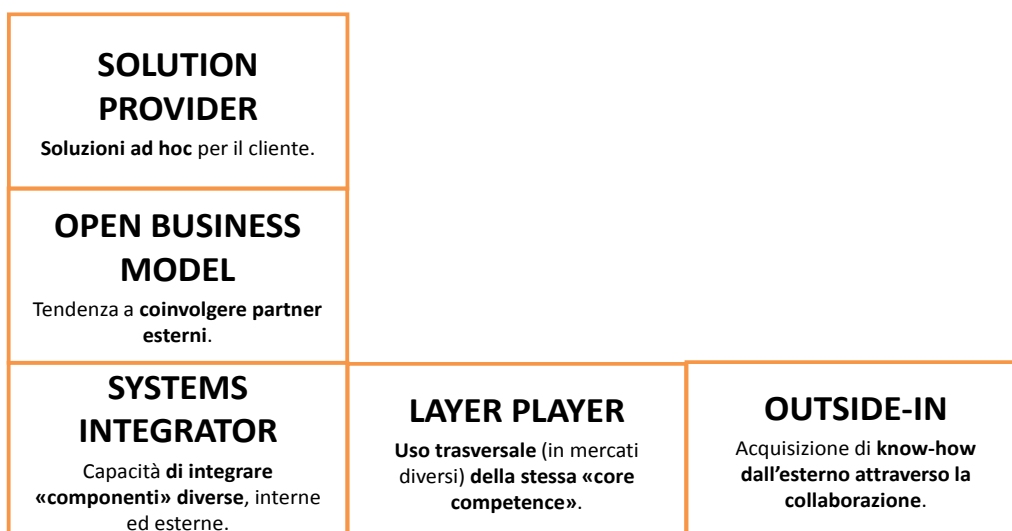 SOLUTION
PROVIDER
Soluzioni ad hoc per il cliente.
OPEN BUSINESS
MODEL
Tendenza a coinvolgere partner
esterni.
SYSTEMS
INTEGRATOR
Capacità di integrare
«componenti» diverse, interne
ed esterne.
LAYER PLAYER
Uso trasversale (in mercati
diversi) della stessa «core
competence».
OUTSIDE-IN
Acquisizione di know-how
dall’esterno attraverso la
collaborazione.